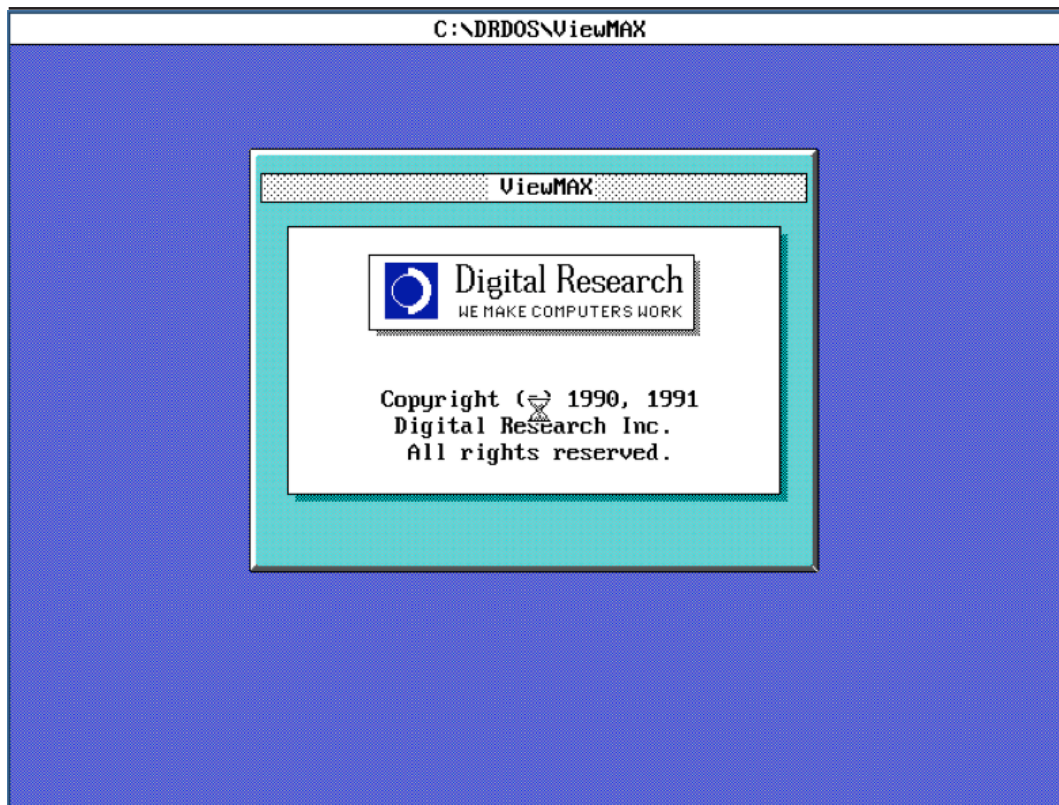 C:\DRDOS\ViewMAX
ViewMAX
Digital Research
WE MAKE COMPUTERS WORK
Copyright ( ) 1990, 1991
Digital Research Inc.
All rights reserved.